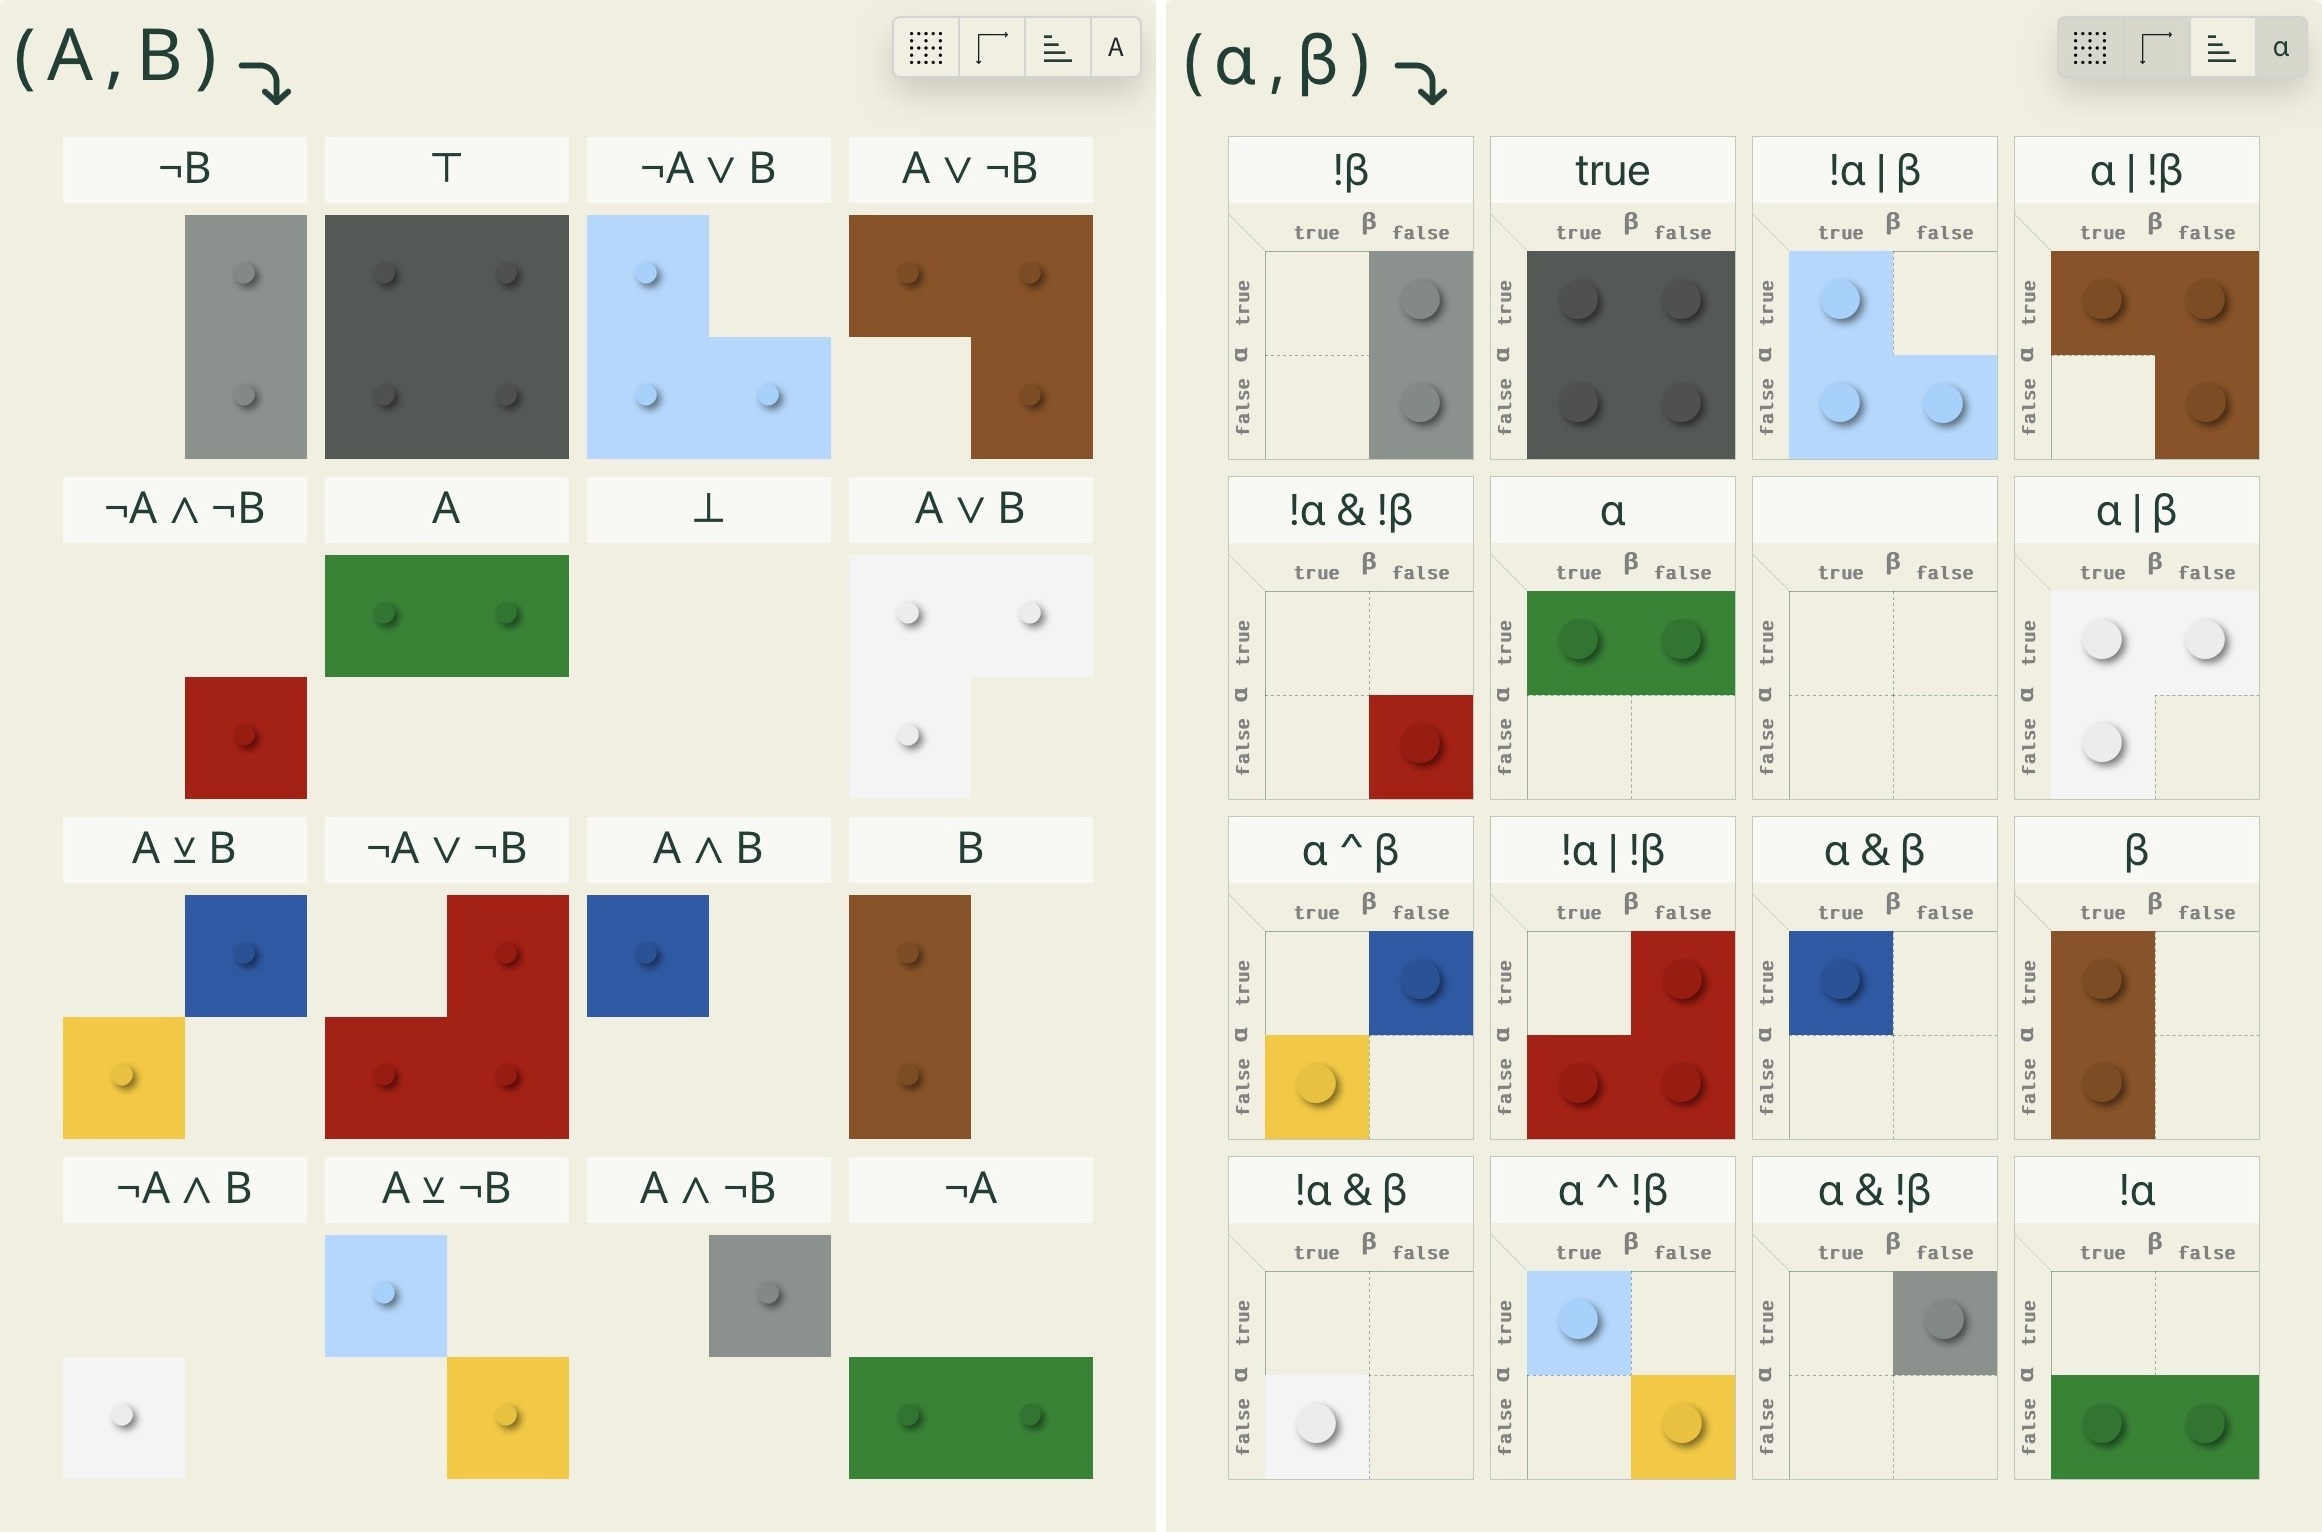 (A,B)
A
¬B
⊤
¬A ∨ B
A ∨ ¬B
¬A ∧ ¬B
A
⊥
A ∨ B
A ⊻ B
¬A ∨ ¬B
A ∧ B
B
¬A ∧ B
A ⊻ ¬B
A ∧ ¬B
¬A
(α,β)
α
!β
β
true false
true
α
false
true
β
true false
true
α
false
!α | β
β
true false
true
α
false
α | !β
β
true false
true
α
false
!α & !β
β
true false
true
α
false
α
β
true false
true
α
false
β
true false
true
α
false
α | β
β
true false
true
α
false
α ^ β
β
true false
true
α
false
!α | !β
β
true false
true
α
false
α & β
β
true false
true
α
false
β
β
true false
true
α
false
!α & β
β
true false
true
α
false
α ^ !β
β
true false
true
α
false
α & !β
β
true false
true
α
false
!α
β
true false
true
α
false